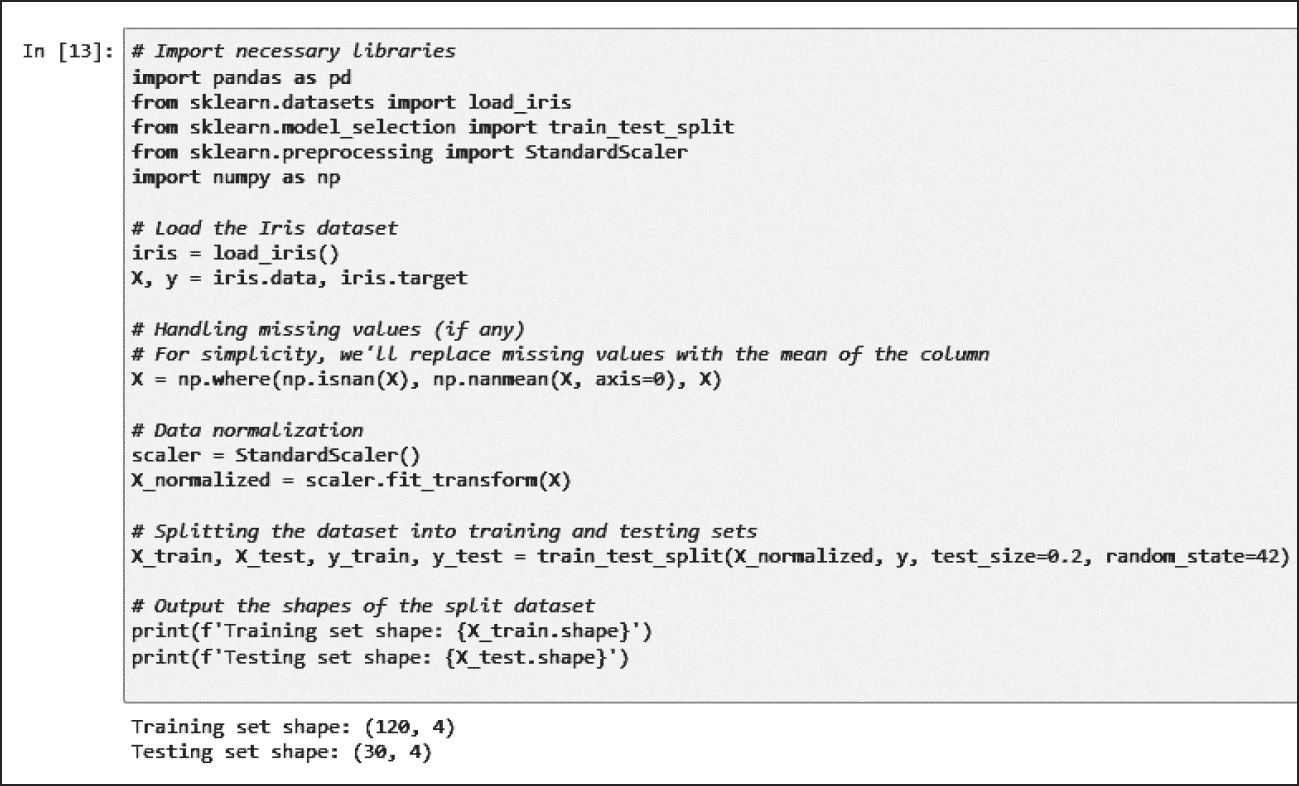 In [13]: # Import necessary libraries
import pandas as pd
from sklearn.datasets import load_iris
from sklearn.model_selection import train_test_split
from sklearn.preprocessing import StandardScaler
import numpy as np
# Load the Iris dataset
iris = load_iris()
X, y = iris.data, iris.target
# Handling missing values (if any)
# For simplicity, we'll replace missing values with the mean of the column
X = np.where(np.isnan(X), np.nanmean(X, axis=0), X)
# Data normalization
scaler = StandardScaler()
X_normalized = scaler.fit_transform(X)
# Splitting the dataset into training and testing sets
X_train, X_test, y_train, y_test = train_test_split(X_normalized, y, test_size=0.2, random_state=42)
# Output the shapes of the split dataset
print(f'Training set shape: {X_train.shape}')
print(f'Testing set shape: {X_test.shape}')
Training set shape: (120, 4)
Testing set shape: (30, 4)